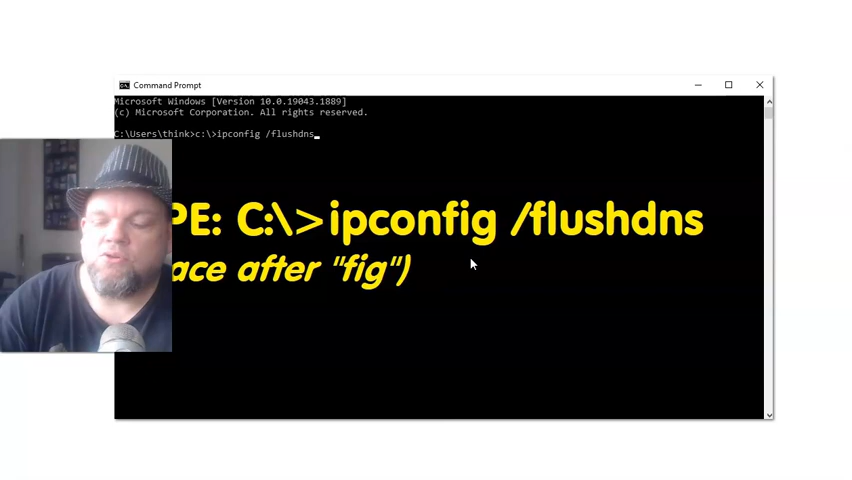 Command Prompt
Microsoft Windows [Version 10.0.19043.1889]
(c) Microsoft Corporation. All rights reserved.
C:\Users\think>c:\>ipconfig /flushdns
PE: C:\>ipconfig /flushdns
ace after "fig")